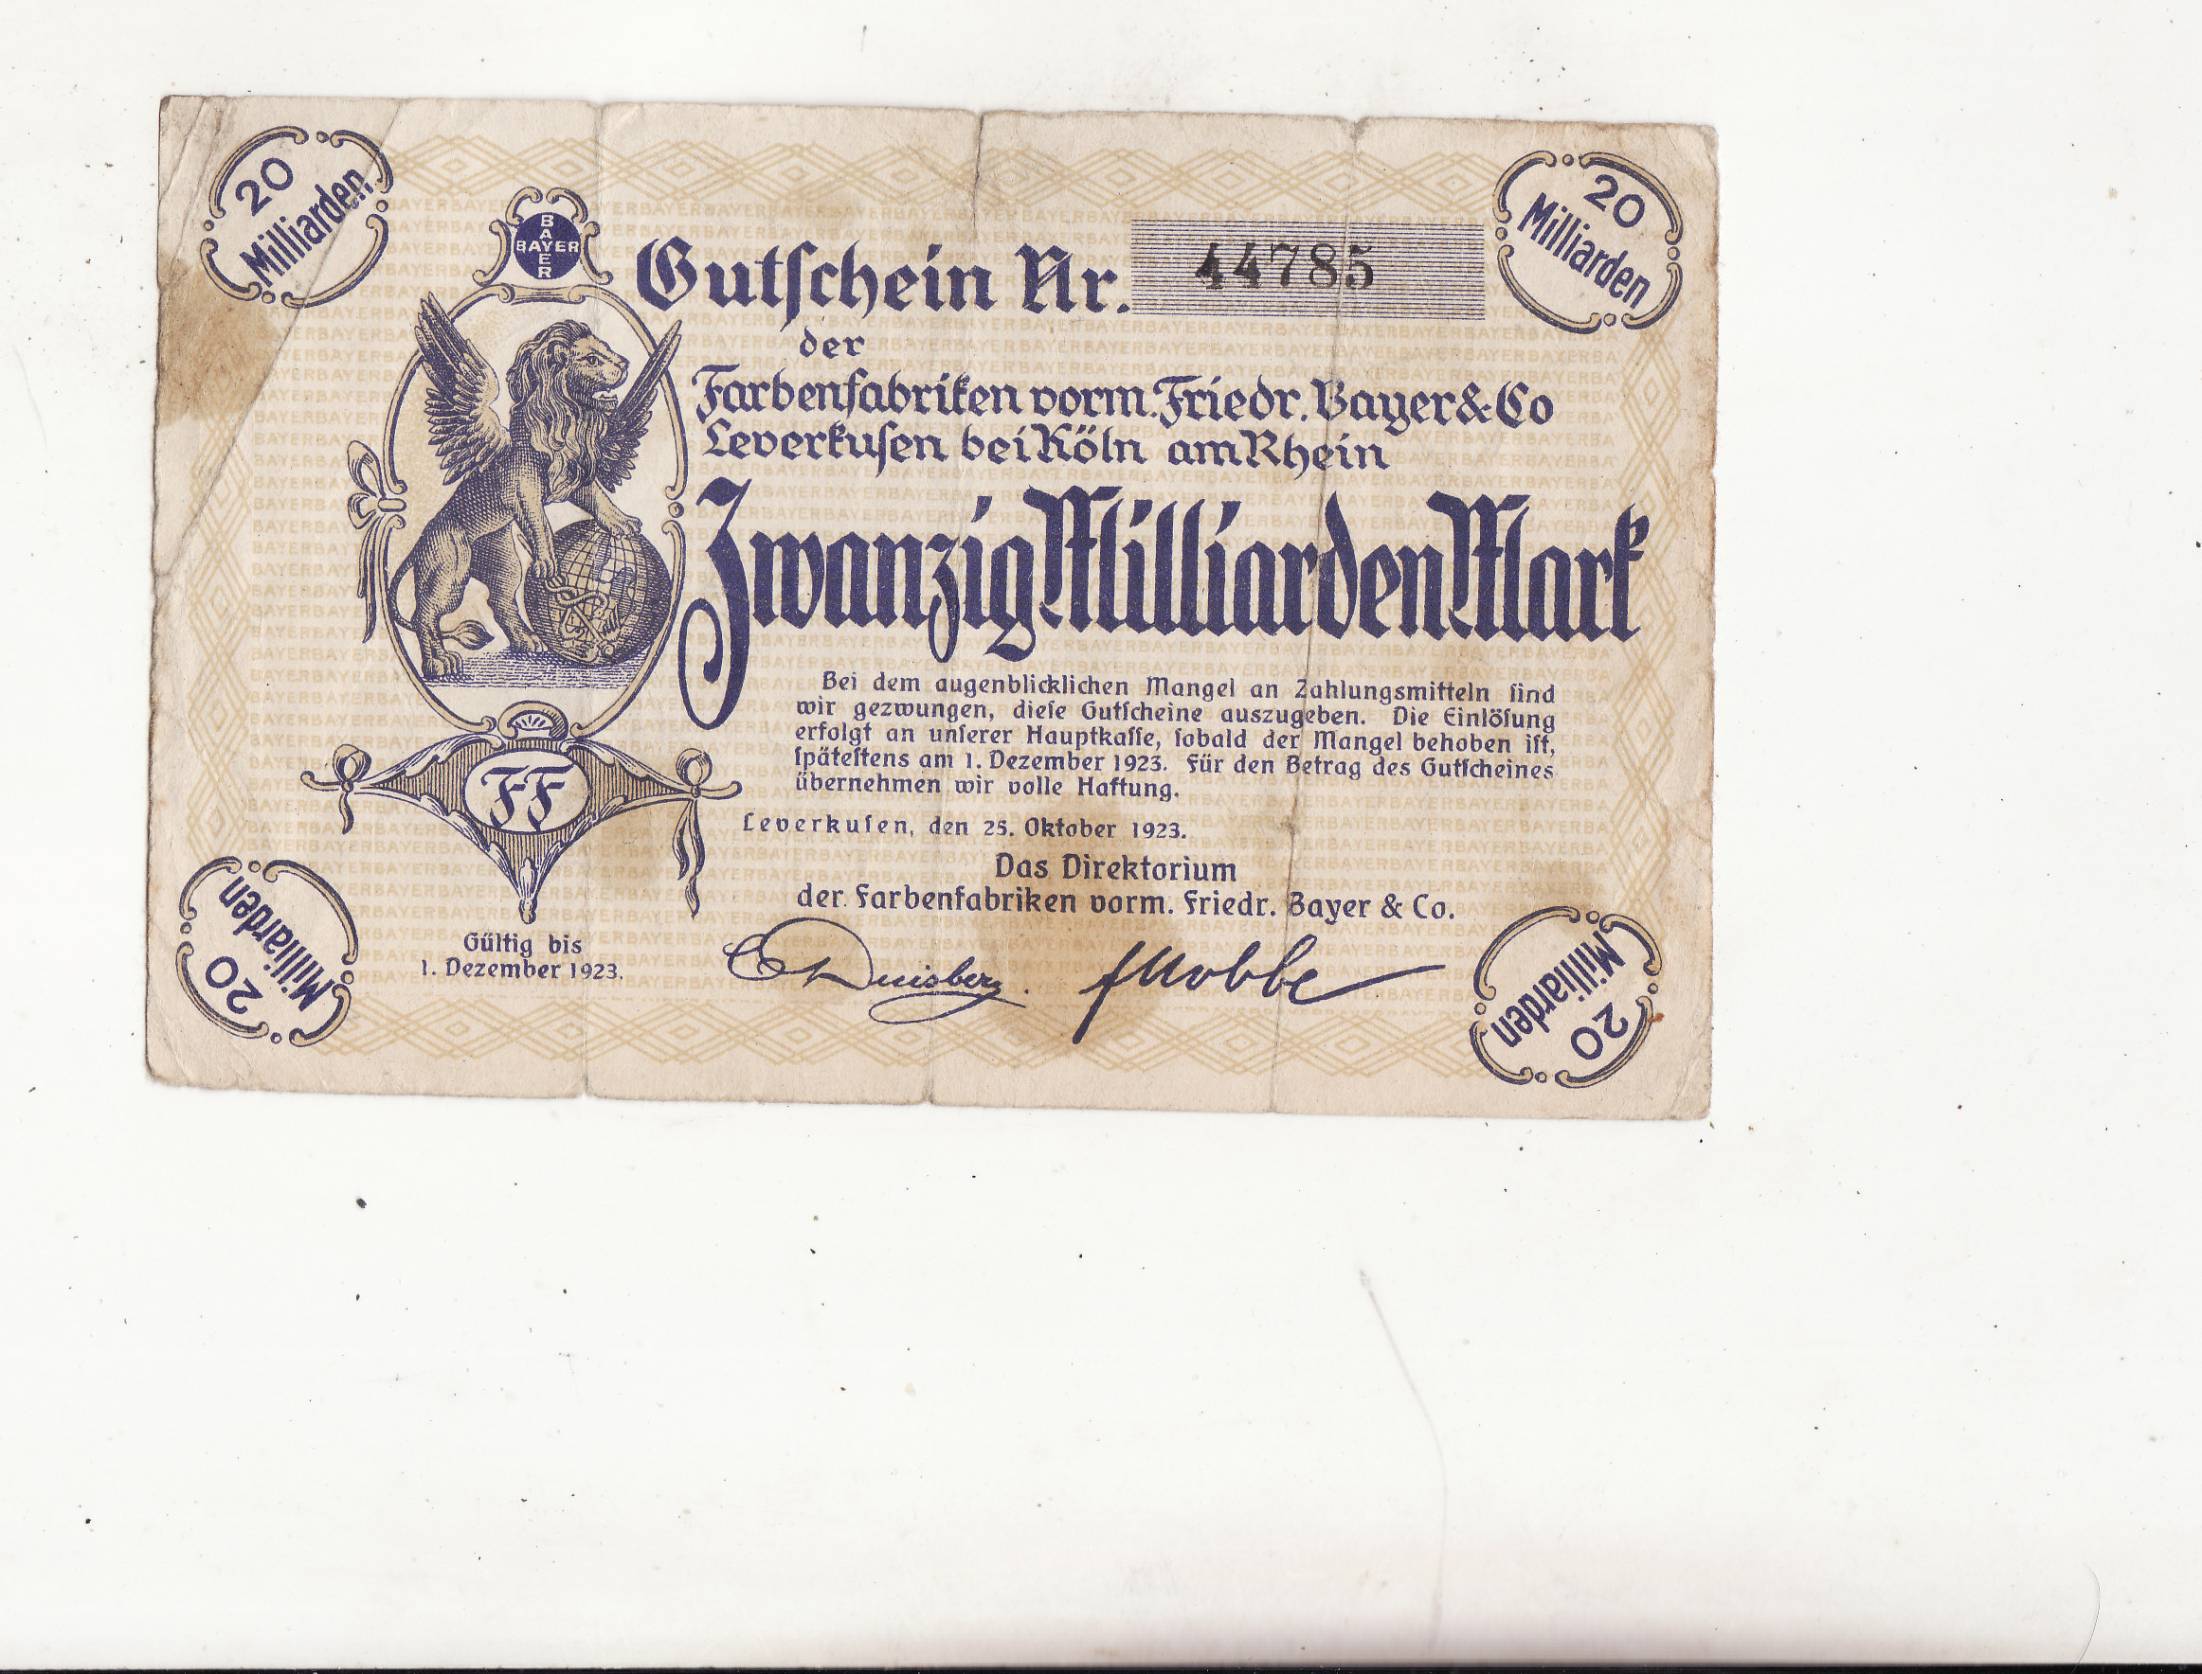 20
Milliarden
20
Milliarden
BAYER
BAYER
Gutſchein Nr. 44785
der
Farbenfabriken vorm. Friedr. Bayer & Co
Leverkuſen bei Köln am Rhein
Zwanzig Milliarden Mark
Bei dem augenblicklichen Mangel an Zahlungsmitteln ſind
wir gezwungen, dieſe Gutſcheine auszugeben. Die Einlöſung
erfolgt an unſerer Hauptkaſſe, ſobald der Mangel behoben iſt,
ſpäteſtens am 1. Dezember 1923. Für den Betrag des Gutſcheines
übernehmen wir volle Haftung.
FF
Leverkuſen, den 25. Oktober 1923.
Das Direktorium
der Farbenfabriken vorm. Friedr. Bayer & Co.
Gültig bis
1. Dezember 1923.
C Duisberg.
20
Milliarden
20
Milliarden